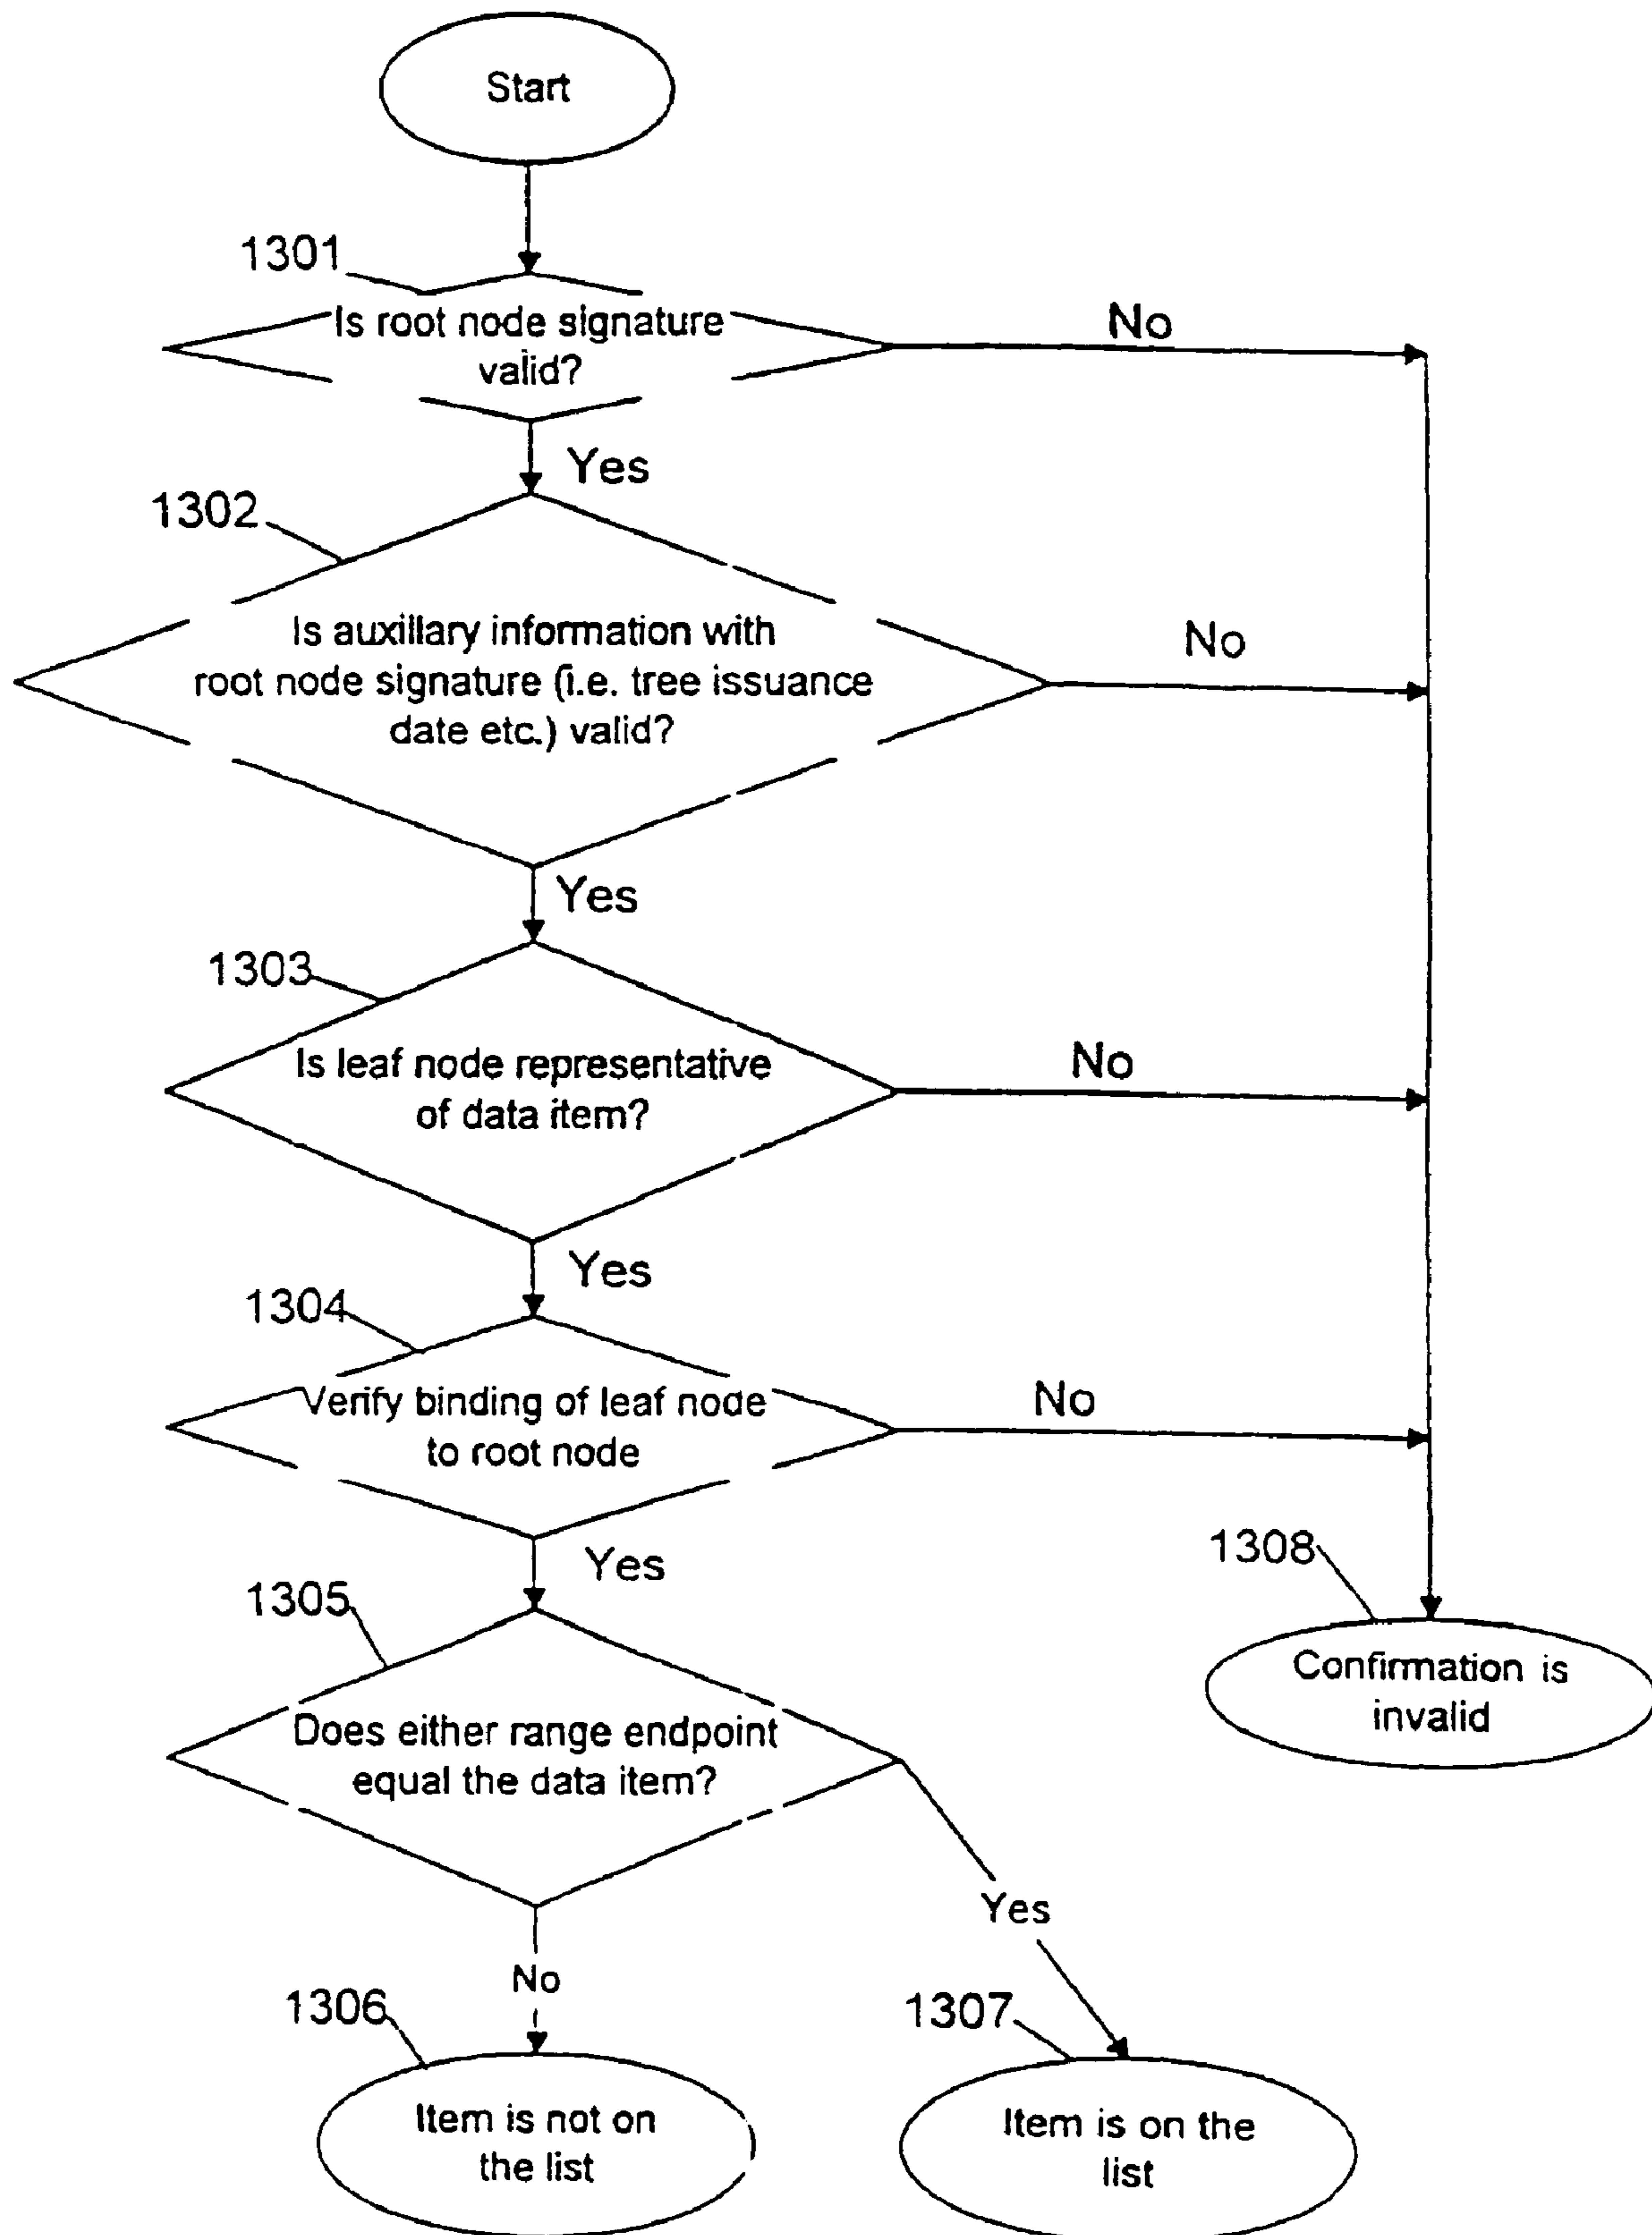 Start
1301
Is root node signature
valid?
No
Yes
1302
Is auxillary information with
root node signature (i.e. tree issuance
date etc.) valid?
No
Yes
1303
Is leaf node representative
of data item?
No
Yes
1304
Verify binding of leaf node
to root node
No
Yes
1308
Confirmation is
invalid
1305
Does either range endpoint
equal the data item?
Yes
No
1306
Item is not on
the list
1307
Item is on the
list